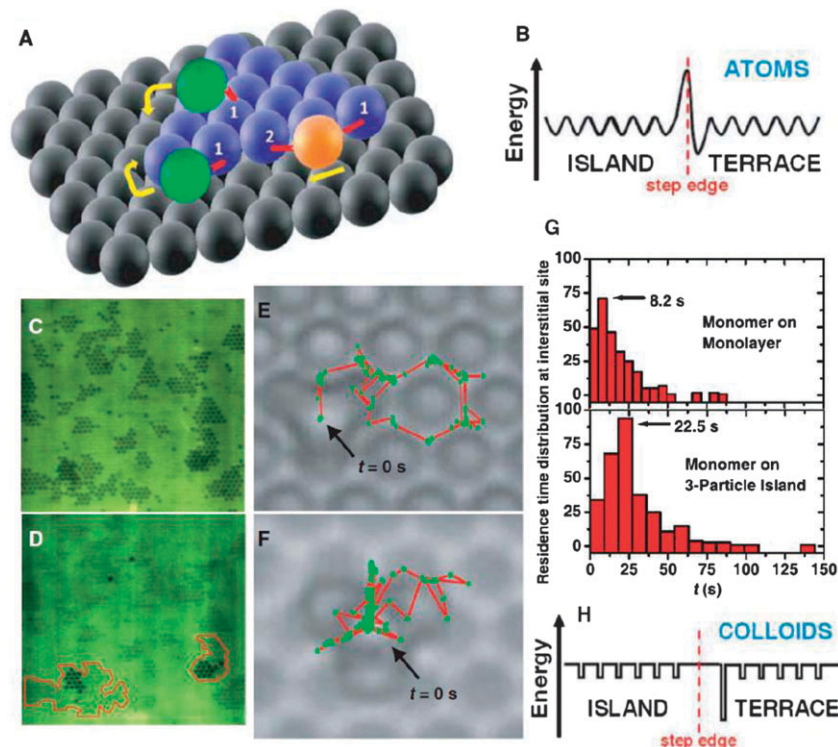 A
1
1
2
1
1
B
Energy
ATOMS
ISLAND
TERRACE
step edge
C
D
E
t = 0 s
F
t = 0 s
G
Residence time distribution at interstitial site
100
75
50
25
0
8.2 s
Monomer on
Monolayer
100
75
50
25
0
22.5 s
Monomer on
3-Particle Island
0 25 50 75 100 125 150
t (s)
H
Energy
COLLOIDS
ISLAND
TERRACE
step edge